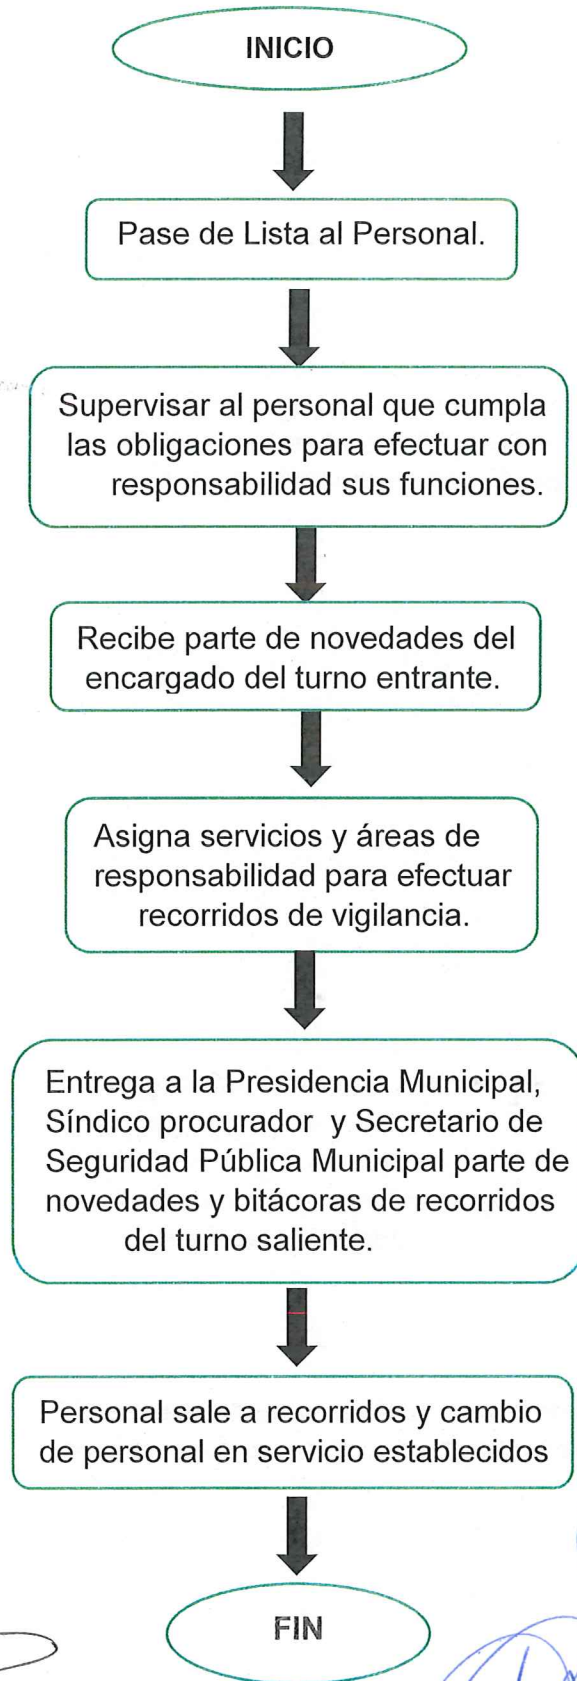 INICIO
Pase de Lista al Personal.
Supervisar al personal que cumpla
las obligaciones para efectuar con
responsabilidad sus funciones.
Recibe parte de novedades del
encargado del turno entrante.
Asigna servicios y áreas de
responsabilidad para efectuar
recorridos de vigilancia.
Entrega a la Presidencia Municipal,
Síndico procurador y Secretario de
Seguridad Pública Municipal parte de
novedades y bitácoras de recorridos
del turno saliente.
Personal sale a recorridos y cambio
de personal en servicio establecidos
FIN